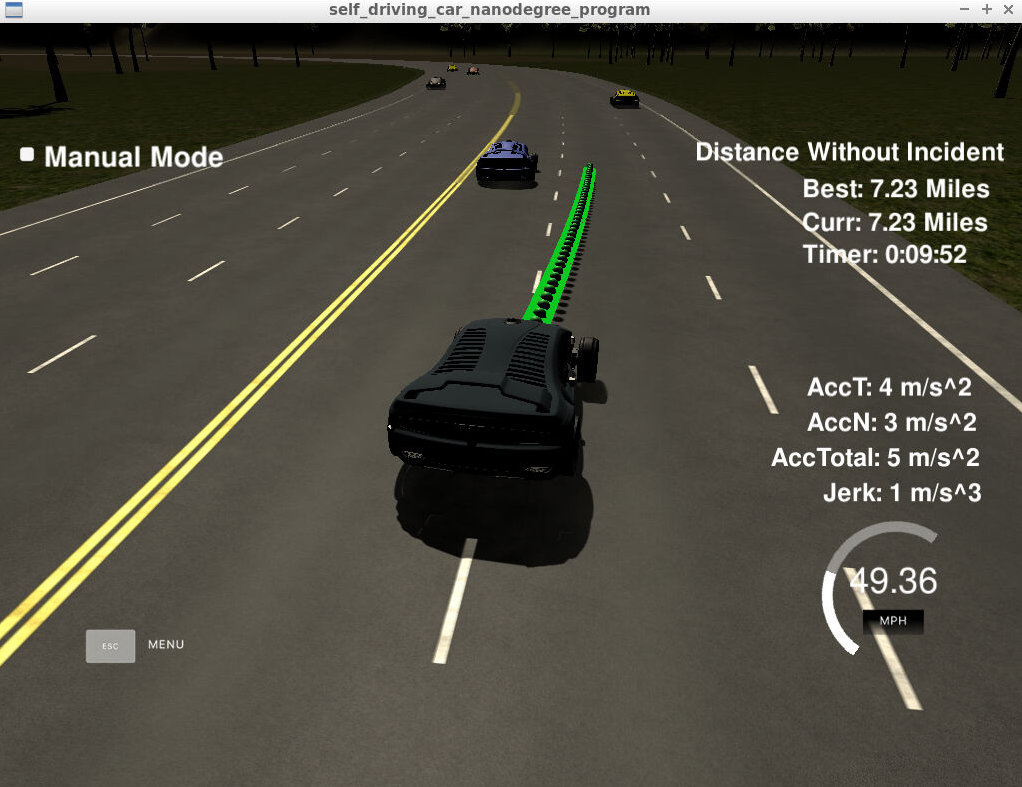 self_driving_car_nanodegree_program
Manual Mode
Distance Without Incident
Best: 7.23 Miles
Curr: 7.23 Miles
Timer: 0:09:52
AccT: 4 m/s^2
AccN: 3 m/s^2
AccTotal: 5 m/s^2
Jerk: 1 m/s^3
49.36
MPH
ESC MENU